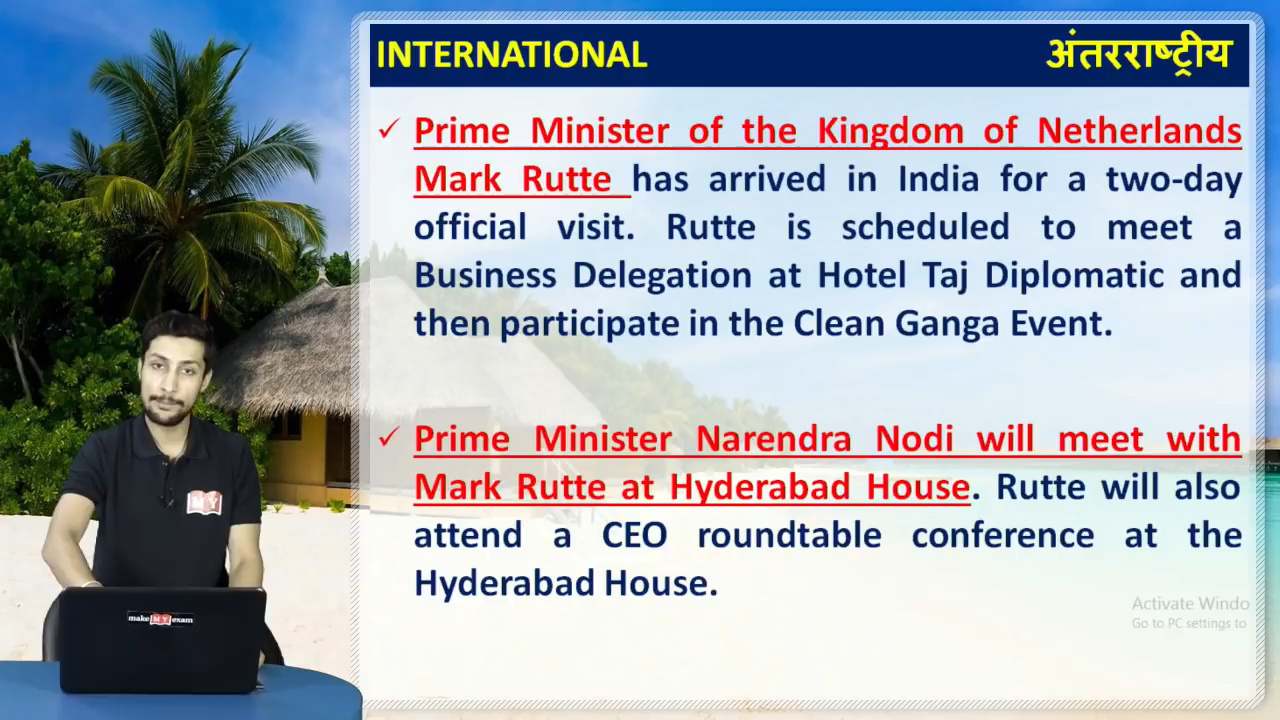 INTERNATIONAL अंतरराष्ट्रीय
✓ Prime Minister of the Kingdom of Netherlands
Mark Rutte has arrived in India for a two-day
official visit. Rutte is scheduled to meet a
Business Delegation at Hotel Taj Diplomatic and
then participate in the Clean Ganga Event.
✓ Prime Minister Narendra Nodi will meet with
Mark Rutte at Hyderabad House. Rutte will also
attend a CEO roundtable conference at the
Hyderabad House.
Activate Windo
Go to PC settings to
MY
make MY exam